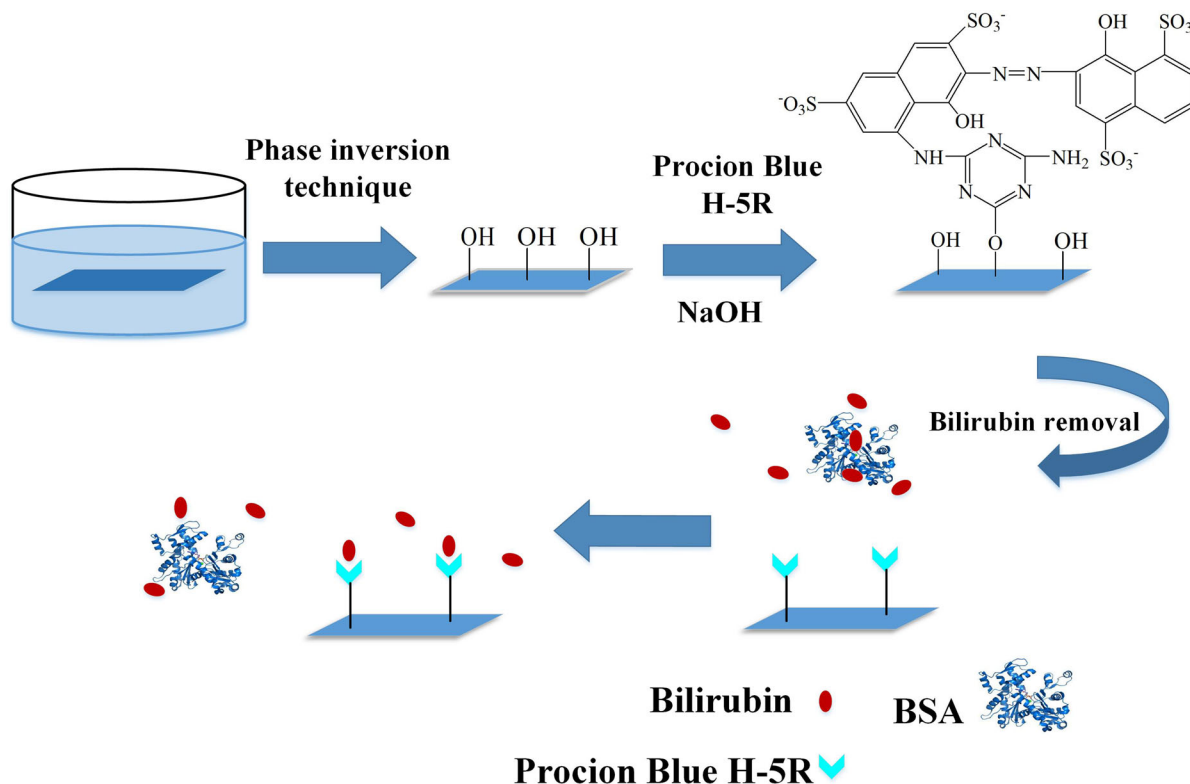 SO₃⁻
OH
SO₃⁻
N=N
⁻O₃S
OH
SO₃⁻
NH
N
NH₂
N
N
O
OH
OH
Phase inversion
technique
OH OH OH
Procion Blue
H-5R
NaOH
Bilirubin removal
Bilirubin
BSA
Procion Blue H-5R